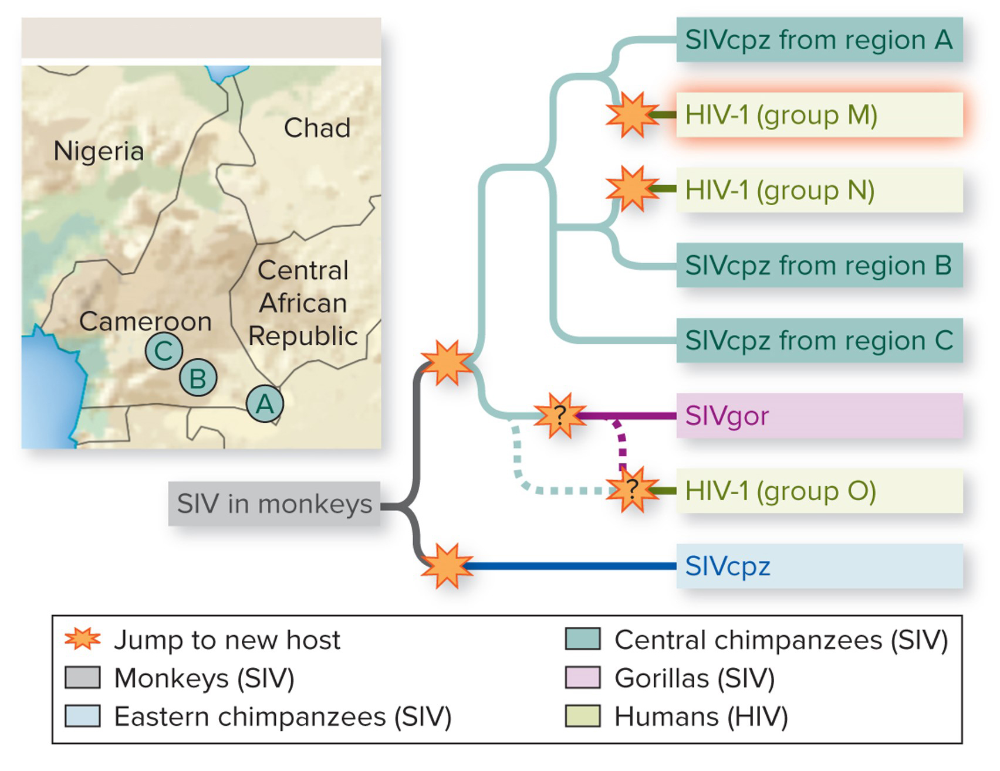 Nigeria
Chad
Central
African
Republic
Cameroon
C
B
A
SIVcpz from region A
HIV-1 (group M)
HIV-1 (group N)
SIVcpz from region B
SIVcpz from region C
?
SIVgor
?
HIV-1 (group O)
SIV in monkeys
SIVcpz
Jump to new host
Monkeys (SIV)
Eastern chimpanzees (SIV)
Central chimpanzees (SIV)
Gorillas (SIV)
Humans (HIV)